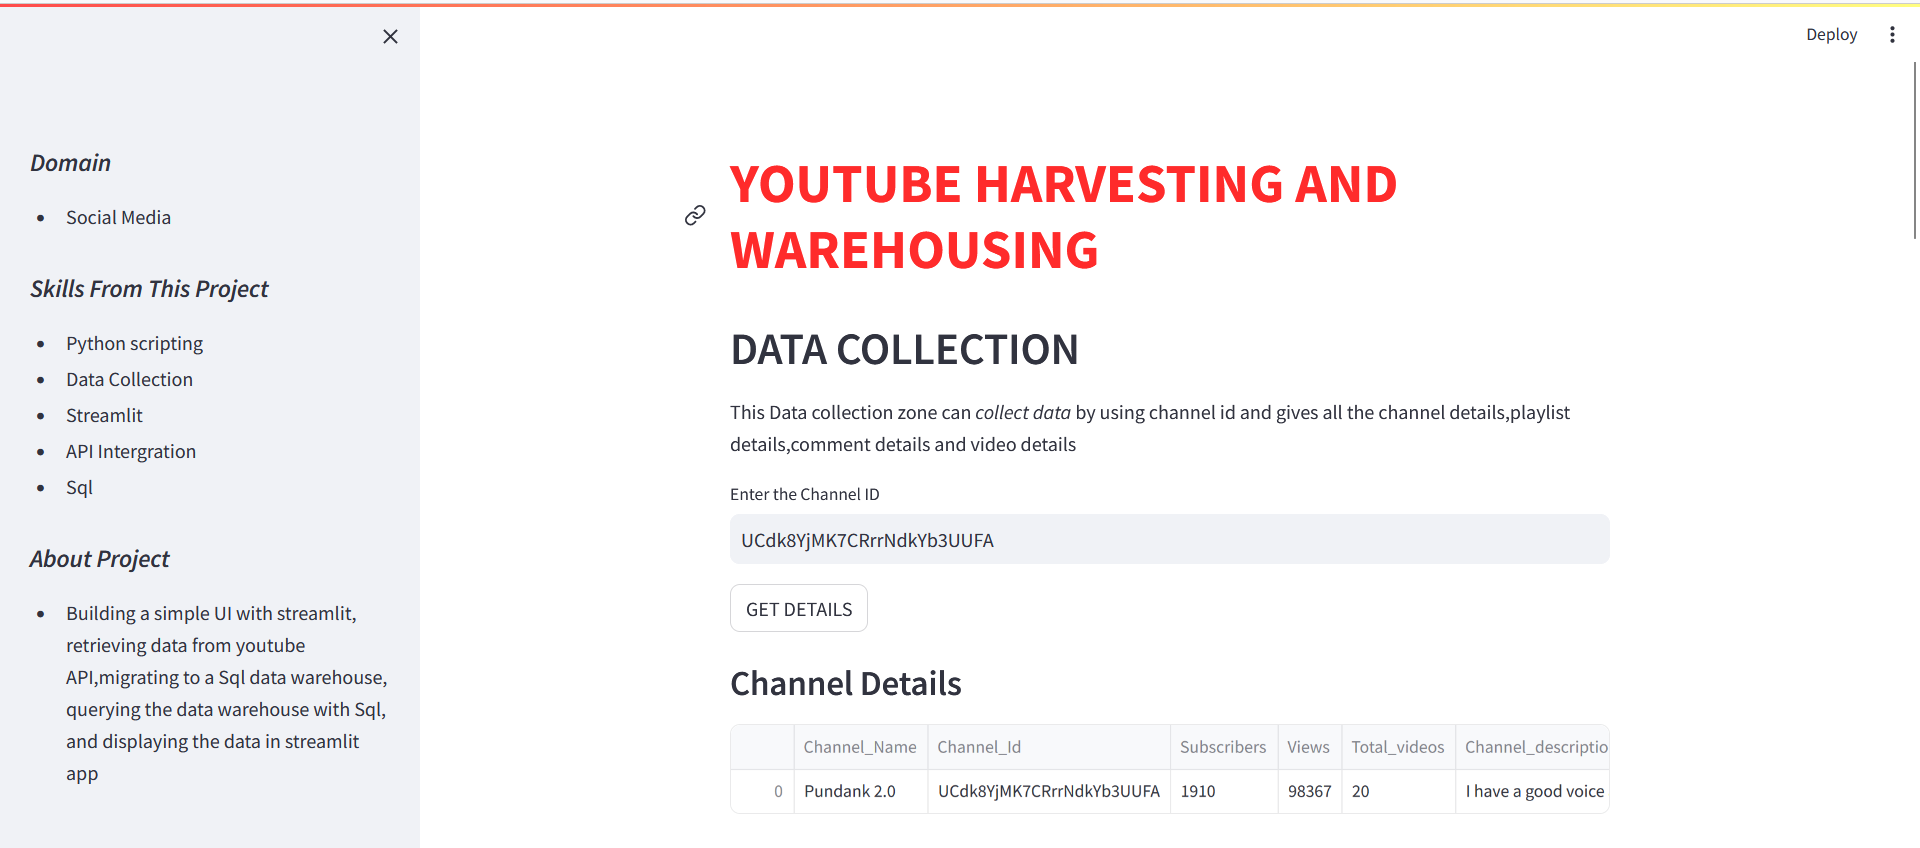 Deploy
Domain
Social Media
Skills From This Project
Python scripting
Data Collection
Streamlit
API Intergration
Sql
About Project
Building a simple UI with streamlit,
retrieving data from youtube
API,migrating to a Sql data warehouse,
querying the data warehouse with Sql,
and displaying the data in streamlit
app
YOUTUBE HARVESTING AND
WAREHOUSING
DATA COLLECTION
This Data collection zone can collect data by using channel id and gives all the channel details,playlist
details,comment details and video details
Enter the Channel ID
UCdk8YjMK7CRrrNdkYb3UUFA
GET DETAILS
Channel Details
Channel_Name Channel_Id Subscribers Views Total_videos Channel_descriptio
0 Pundank 2.0 UCdk8YjMK7CRrrNdkYb3UUFA 1910 98367 20 I have a good voice